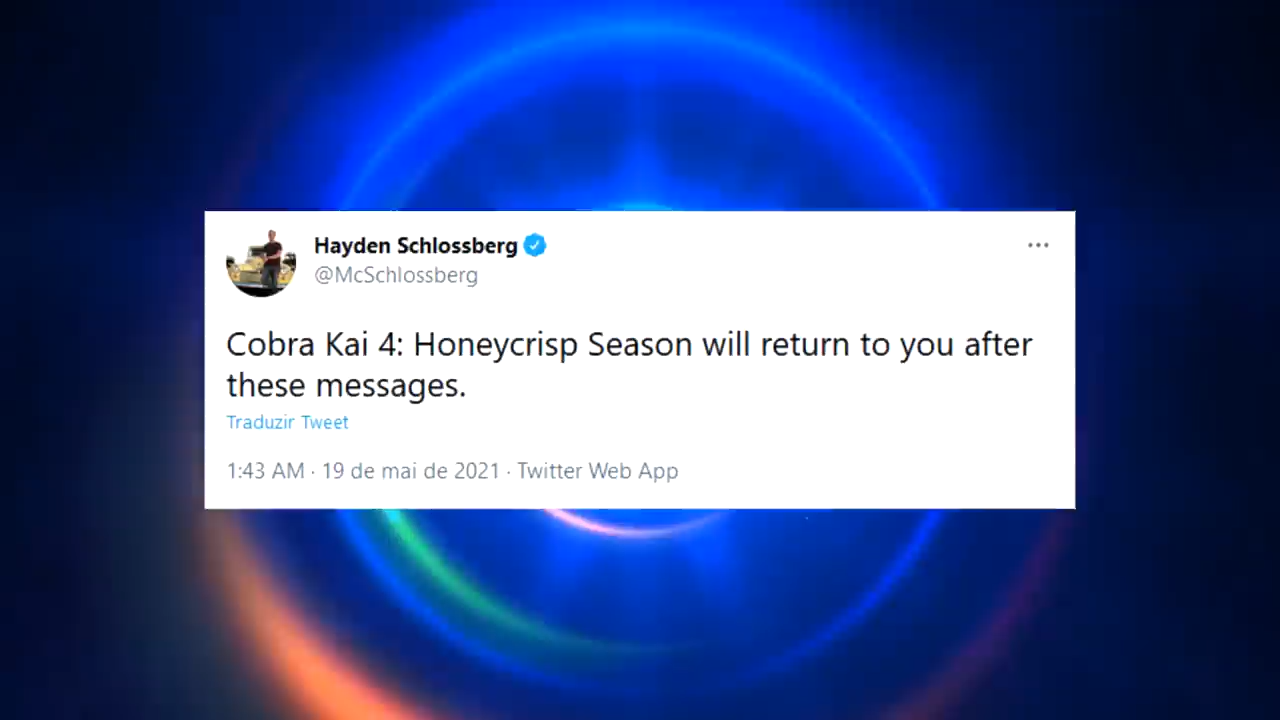 Hayden Schlossberg
@McSchlossberg
Cobra Kai 4: Honeycrisp Season will return to you after
these messages.
Traduzir Tweet
1:43 AM · 19 de mai de 2021 · Twitter Web App